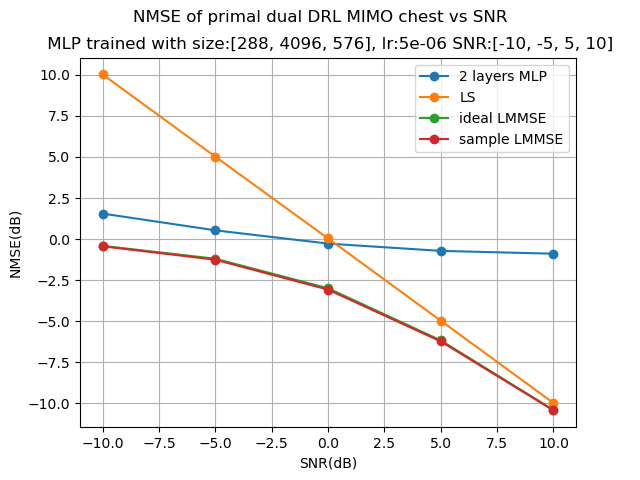 NMSE of primal dual DRL MIMO chest vs SNR
MLP trained with size:[288, 4096, 576], lr:5e-06 SNR:[-10, -5, 5, 10]
2 layers MLP
LS
ideal LMMSE
sample LMMSE
NMSE(dB)
10.0
7.5
5.0
2.5
0.0
−2.5
−5.0
−7.5
−10.0
−10.0 −7.5 −5.0 −2.5 0.0 2.5 5.0 7.5 10.0
SNR(dB)